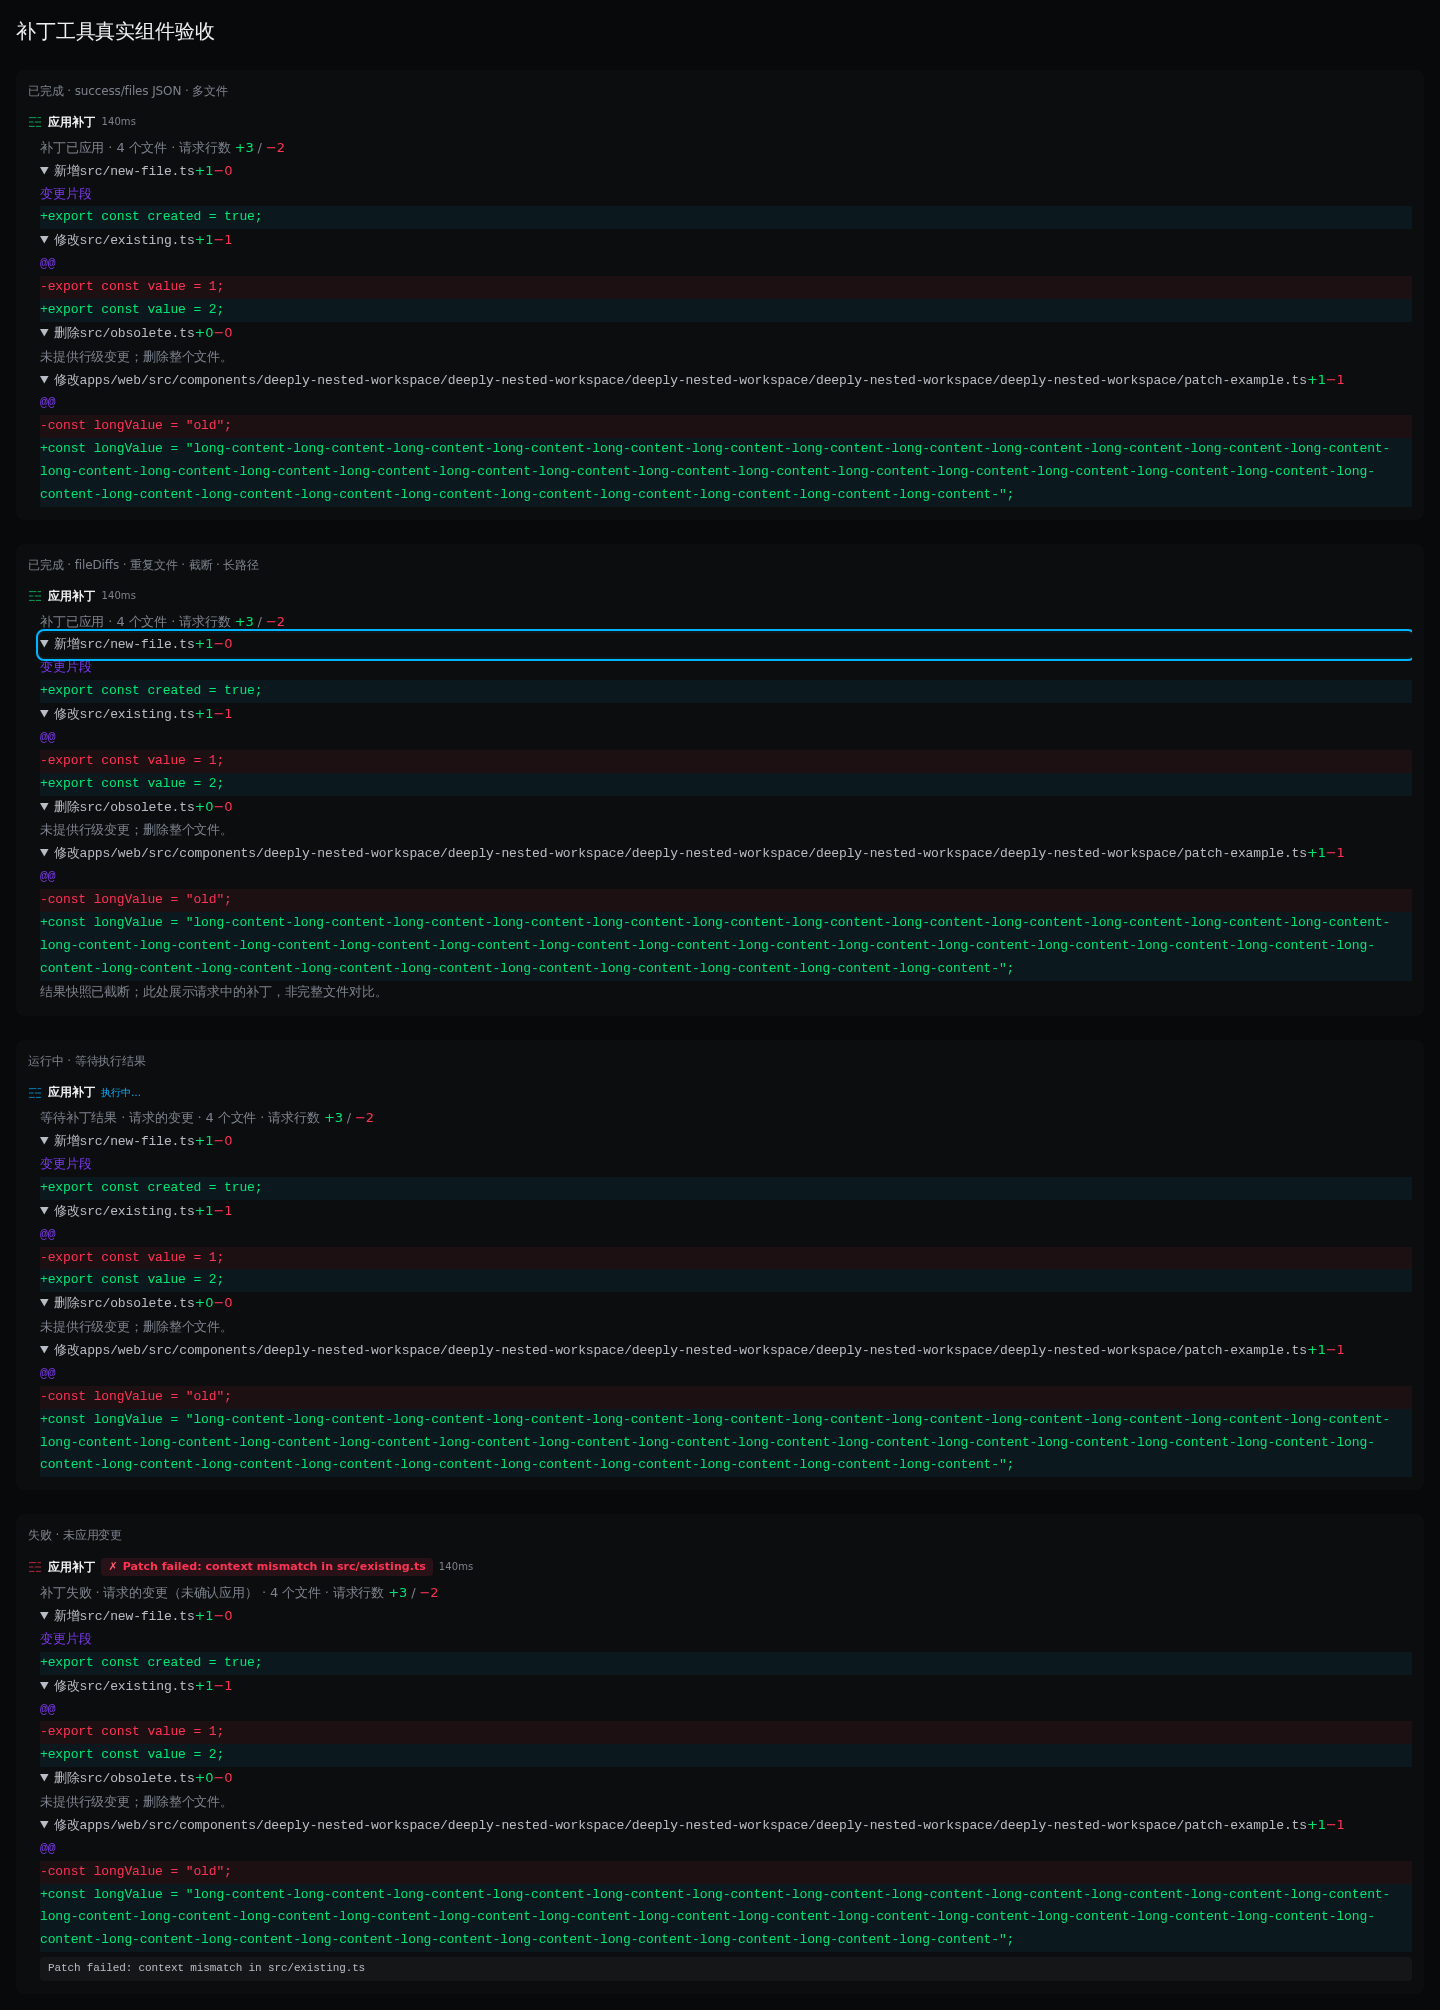 补丁工具真实组件验收
已完成 · success/files JSON · 多文件
应用补丁 140ms
补丁已应用 · 4 个文件 · 请求行数 +3 / −2
▼ 新增src/new-file.ts+1−0
变更片段
+export const created = true;
▼ 修改src/existing.ts+1−1
@@
-export const value = 1;
+export const value = 2;
▼ 删除src/obsolete.ts+0−0
未提供行级变更；删除整个文件。
▼ 修改apps/web/src/components/deeply-nested-workspace/deeply-nested-workspace/deeply-nested-workspace/deeply-nested-workspace/deeply-nested-workspace/patch-example.ts+1−1
@@
-const longValue = "old";
+const longValue = "long-content-long-content-long-content-long-content-long-content-long-content-long-content-long-content-long-content-long-content-long-content-long-content-
long-content-long-content-long-content-long-content-long-content-long-content-long-content-long-content-long-content-long-content-long-content-long-content-long-content-long-
content-long-content-long-content-long-content-long-content-long-content-long-content-long-content-long-content-long-content-";
已完成 · fileDiffs · 重复文件 · 截断 · 长路径
应用补丁 140ms
补丁已应用 · 4 个文件 · 请求行数 +3 / −2
▼ 新增src/new-file.ts+1−0
变更片段
+export const created = true;
▼ 修改src/existing.ts+1−1
@@
-export const value = 1;
+export const value = 2;
▼ 删除src/obsolete.ts+0−0
未提供行级变更；删除整个文件。
▼ 修改apps/web/src/components/deeply-nested-workspace/deeply-nested-workspace/deeply-nested-workspace/deeply-nested-workspace/deeply-nested-workspace/patch-example.ts+1−1
@@
-const longValue = "old";
+const longValue = "long-content-long-content-long-content-long-content-long-content-long-content-long-content-long-content-long-content-long-content-long-content-long-content-
long-content-long-content-long-content-long-content-long-content-long-content-long-content-long-content-long-content-long-content-long-content-long-content-long-content-long-
content-long-content-long-content-long-content-long-content-long-content-long-content-long-content-long-content-long-content-";
结果快照已截断；此处展示请求中的补丁，非完整文件对比。
运行中 · 等待执行结果
应用补丁 执行中...
等待补丁结果 · 请求的变更 · 4 个文件 · 请求行数 +3 / −2
▼ 新增src/new-file.ts+1−0
变更片段
+export const created = true;
▼ 修改src/existing.ts+1−1
@@
-export const value = 1;
+export const value = 2;
▼ 删除src/obsolete.ts+0−0
未提供行级变更；删除整个文件。
▼ 修改apps/web/src/components/deeply-nested-workspace/deeply-nested-workspace/deeply-nested-workspace/deeply-nested-workspace/deeply-nested-workspace/patch-example.ts+1−1
@@
-const longValue = "old";
+const longValue = "long-content-long-content-long-content-long-content-long-content-long-content-long-content-long-content-long-content-long-content-long-content-long-content-
long-content-long-content-long-content-long-content-long-content-long-content-long-content-long-content-long-content-long-content-long-content-long-content-long-content-long-
content-long-content-long-content-long-content-long-content-long-content-long-content-long-content-long-content-long-content-";
失败 · 未应用变更
应用补丁 ✗ Patch failed: context mismatch in src/existing.ts 140ms
补丁失败 · 请求的变更（未确认应用） · 4 个文件 · 请求行数 +3 / −2
▼ 新增src/new-file.ts+1−0
变更片段
+export const created = true;
▼ 修改src/existing.ts+1−1
@@
-export const value = 1;
+export const value = 2;
▼ 删除src/obsolete.ts+0−0
未提供行级变更；删除整个文件。
▼ 修改apps/web/src/components/deeply-nested-workspace/deeply-nested-workspace/deeply-nested-workspace/deeply-nested-workspace/deeply-nested-workspace/patch-example.ts+1−1
@@
-const longValue = "old";
+const longValue = "long-content-long-content-long-content-long-content-long-content-long-content-long-content-long-content-long-content-long-content-long-content-long-content-
long-content-long-content-long-content-long-content-long-content-long-content-long-content-long-content-long-content-long-content-long-content-long-content-long-content-long-
content-long-content-long-content-long-content-long-content-long-content-long-content-long-content-long-content-long-content-";
Patch failed: context mismatch in src/existing.ts